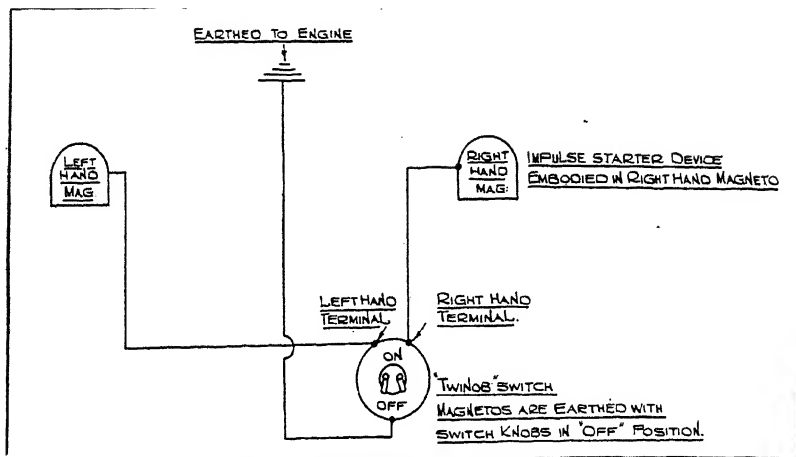 EARTHED TO ENGINE
LEFT
HAND
MAG
RIGHT
HAND
MAG:
IMPULSE STARTER DEVICE
EMBODIED IN RIGHT HAND MAGNETO
LEFT HAND
TERMINAL
RIGHT HAND
TERMINAL.
ON
OFF
"TWINOB" SWITCH
MAGNETOS ARE EARTHED WITH
SWITCH KNOBS IN "OFF" POSITION.